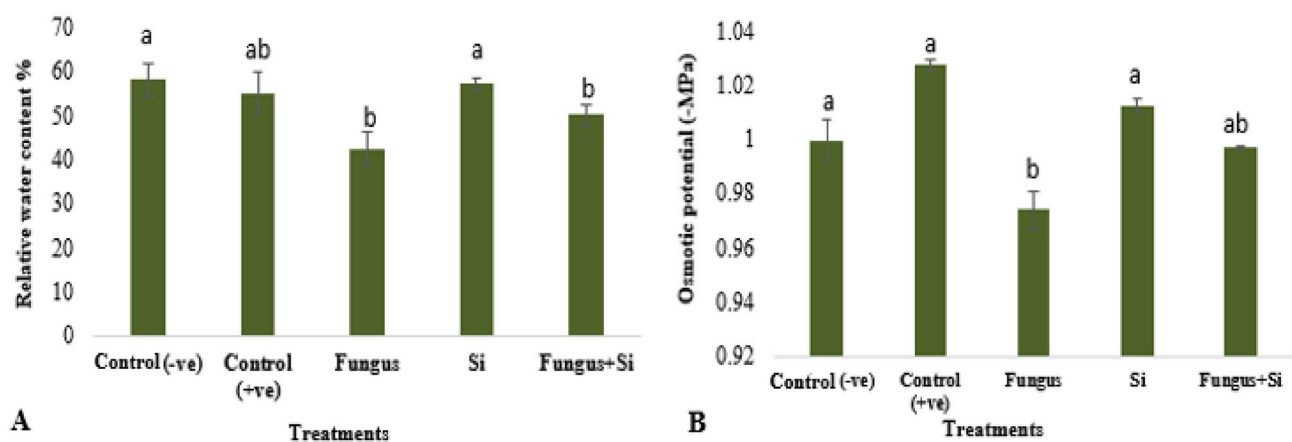 Relative water content %
70
60
50
40
30
20
10
0
a
ab
b
a
b
Control (-ve)
Control
(+ve)
Fungus
Si
Fungus+Si
A
Treatments
Osmotic potential (-MPa)
1.04
1.02
1
0.98
0.96
0.94
0.92
a
a
b
a
ab
Control (-ve)
Control
(+ve)
Fungus
Si
Fungus+Si
B
Treatments